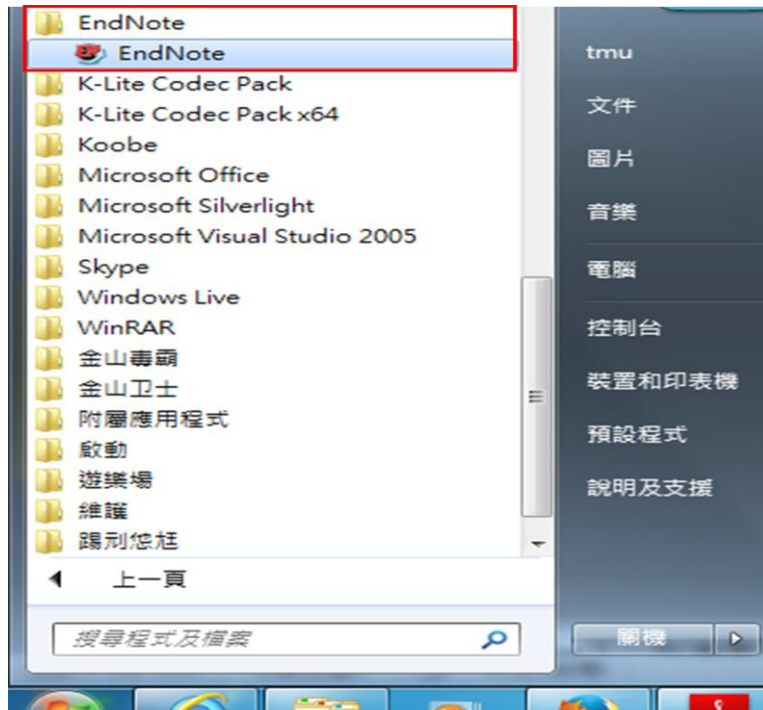 EndNote
EndNote
K-Lite Codec Pack
K-Lite Codec Pack x64
Koobe
Microsoft Office
Microsoft Silverlight
Microsoft Visual Studio 2005
Skype
Windows Live
WinRAR
金山毒霸
金山卫士
附屬應用程式
啟動
遊樂場
維護
踢刓惗尪
上一頁
搜尋程式及檔案
tmu
文件
圖片
音樂
電腦
控制台
裝置和印表機
預設程式
說明及支援
關機